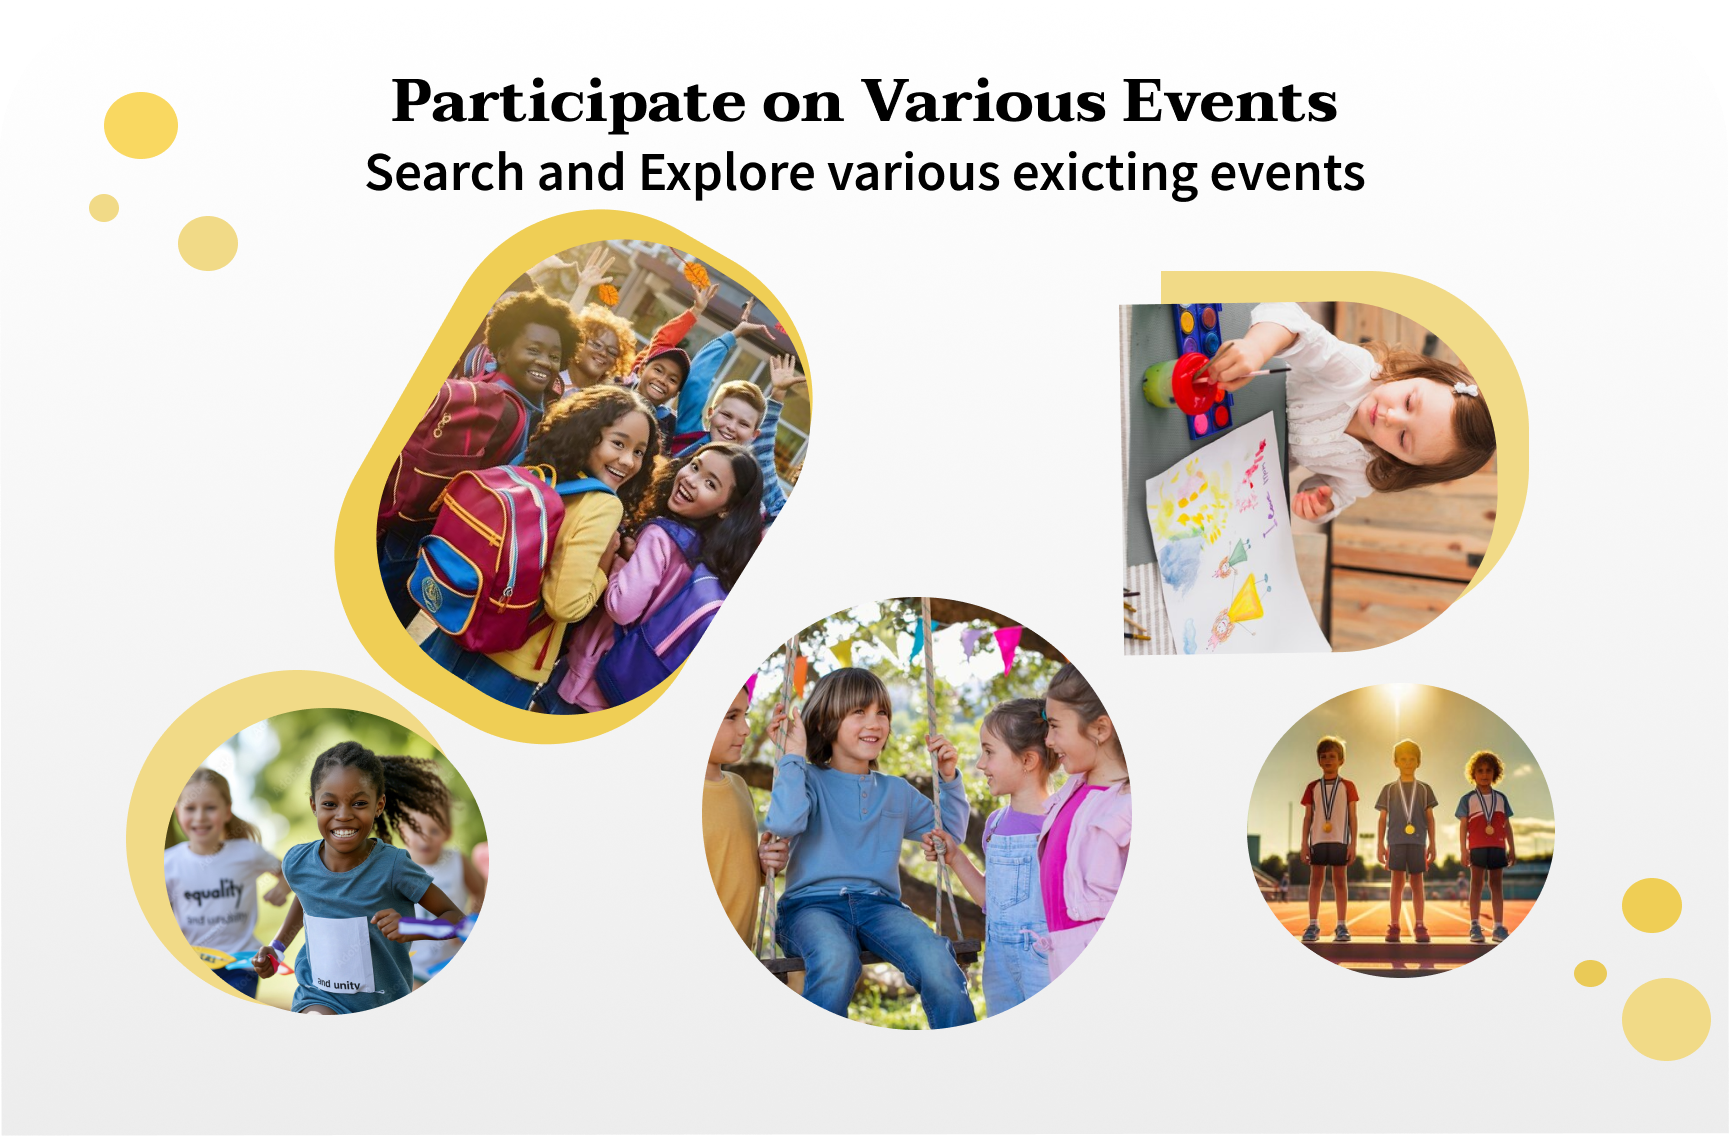 Participate on Various Events
Search and Explore various exicting events
equality
and unity